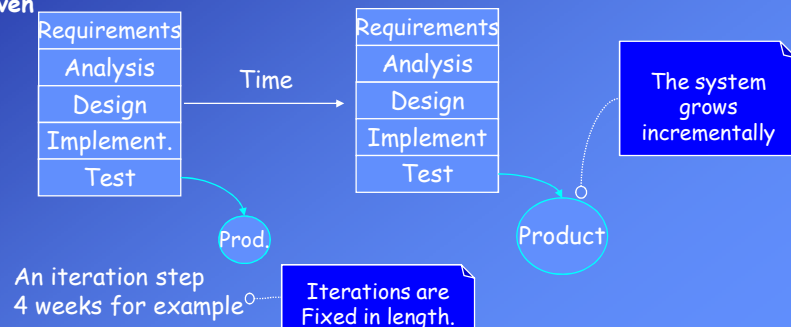 Requirements
Analysis
Design
Implement.
Test
Time
Requirements
Analysis
Design
Implement
Test
The system
grows
incrementally
Prod.
Product
An iteration step
4 weeks for example
Iterations are
Fixed in length.